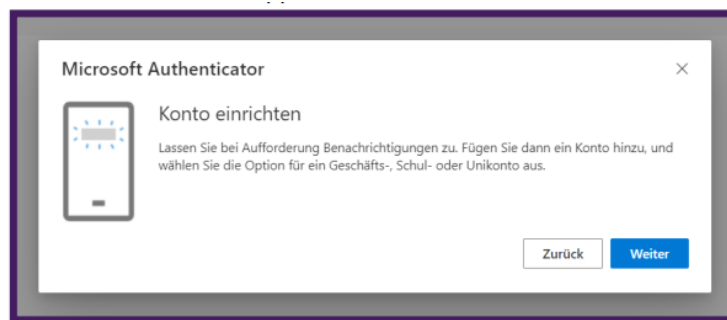 Microsoft Authenticator
Konto einrichten
Lassen Sie bei Aufforderung Benachrichtigungen zu. Fügen Sie dann ein Konto hinzu, und
wählen Sie die Option für ein Geschäfts-, Schul- oder Unikonto aus.
Zurück
Weiter